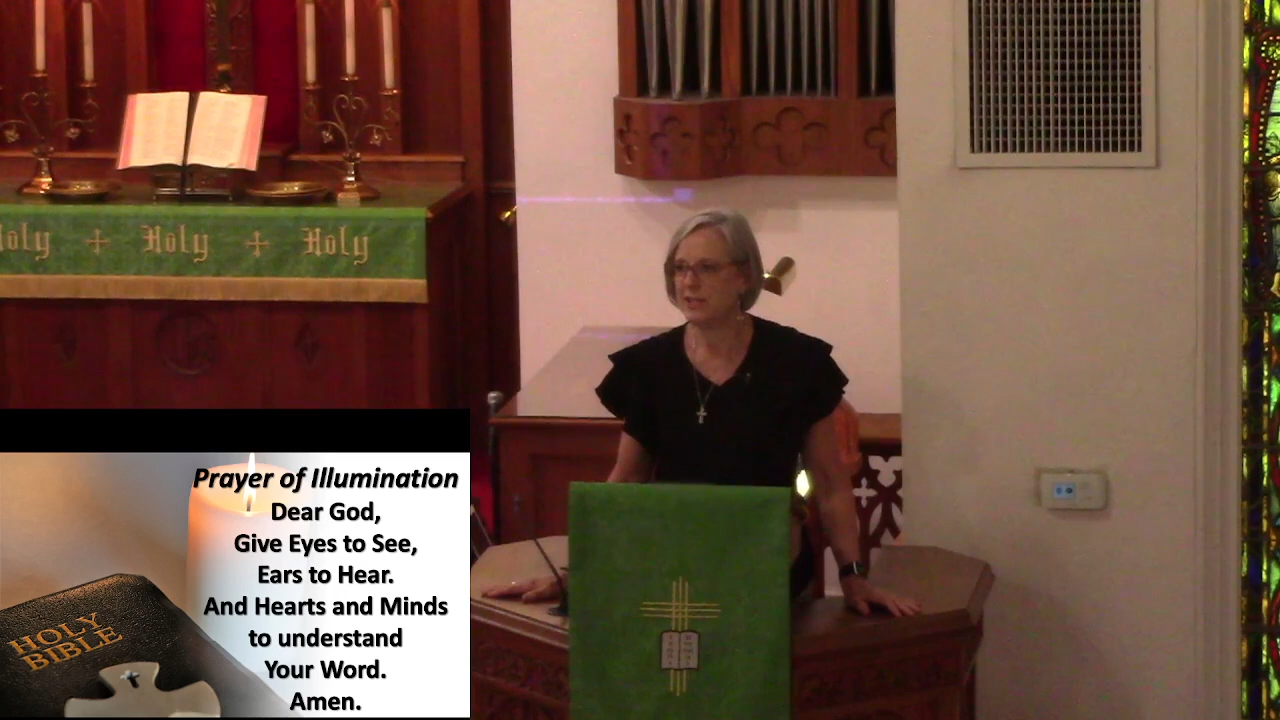 Holy + Holy + Holy
Prayer of Illumination
Dear God,
Give Eyes to See,
Ears to Hear.
And Hearts and Minds
to understand
Your Word.
Amen.
HOLY
BIBLE